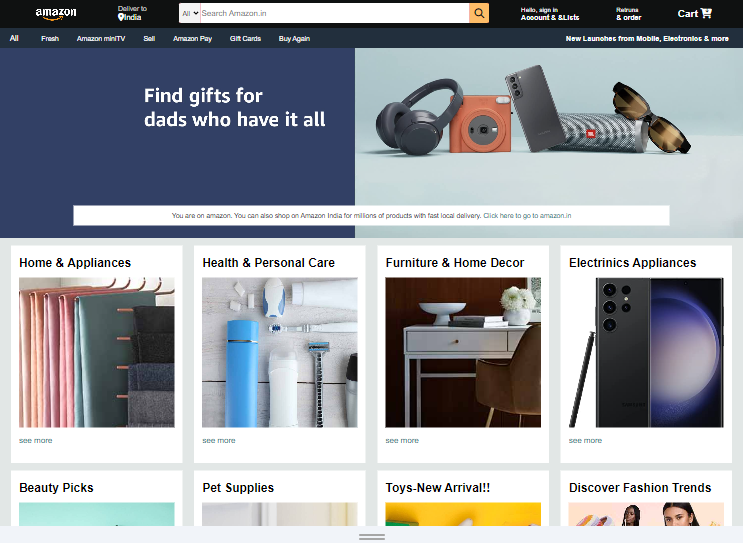 amazon
Deliver to
India
All
Search Amazon.in
Hello, sign in
Account & &Lists
Retruns
& order
Cart
All
Fresh
Amazon miniTV
Sell
Amazon Pay
Gift Cards
Buy Again
New Launches from Mobile, Electronics & more
Find gifts for
dads who have it all
JBL
You are on amazon. You can also shop on Amazon India for millions of products with fast local delivery. Click here to go to amazon.in
Home & Appliances
Health & Personal Care
Furniture & Home Decor
Electrinics Appliances
SAMSUNG
see more
see more
see more
see more
Beauty Picks
Pet Supplies
Toys-New Arrival!!
Discover Fashion Trends